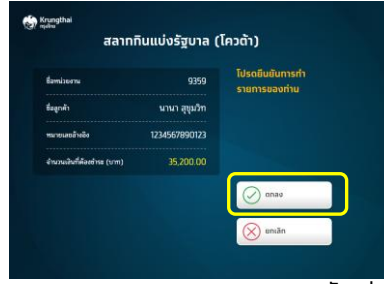 Krungthai
กรุงไทย
สลากกินแบ่งรัฐบาล (โควต้า)
ชื่อหน่วยงาน 9359
โปรดยืนยันการทำ
รายการของท่าน
ชื่อลูกค้า นานา สุขุมวิท
หมายเลขอ้างอิง 1234567890123
จำนวนเงินที่ต้องชำระ (บาท) 35,200.00
ตกลง
ยกเลิก